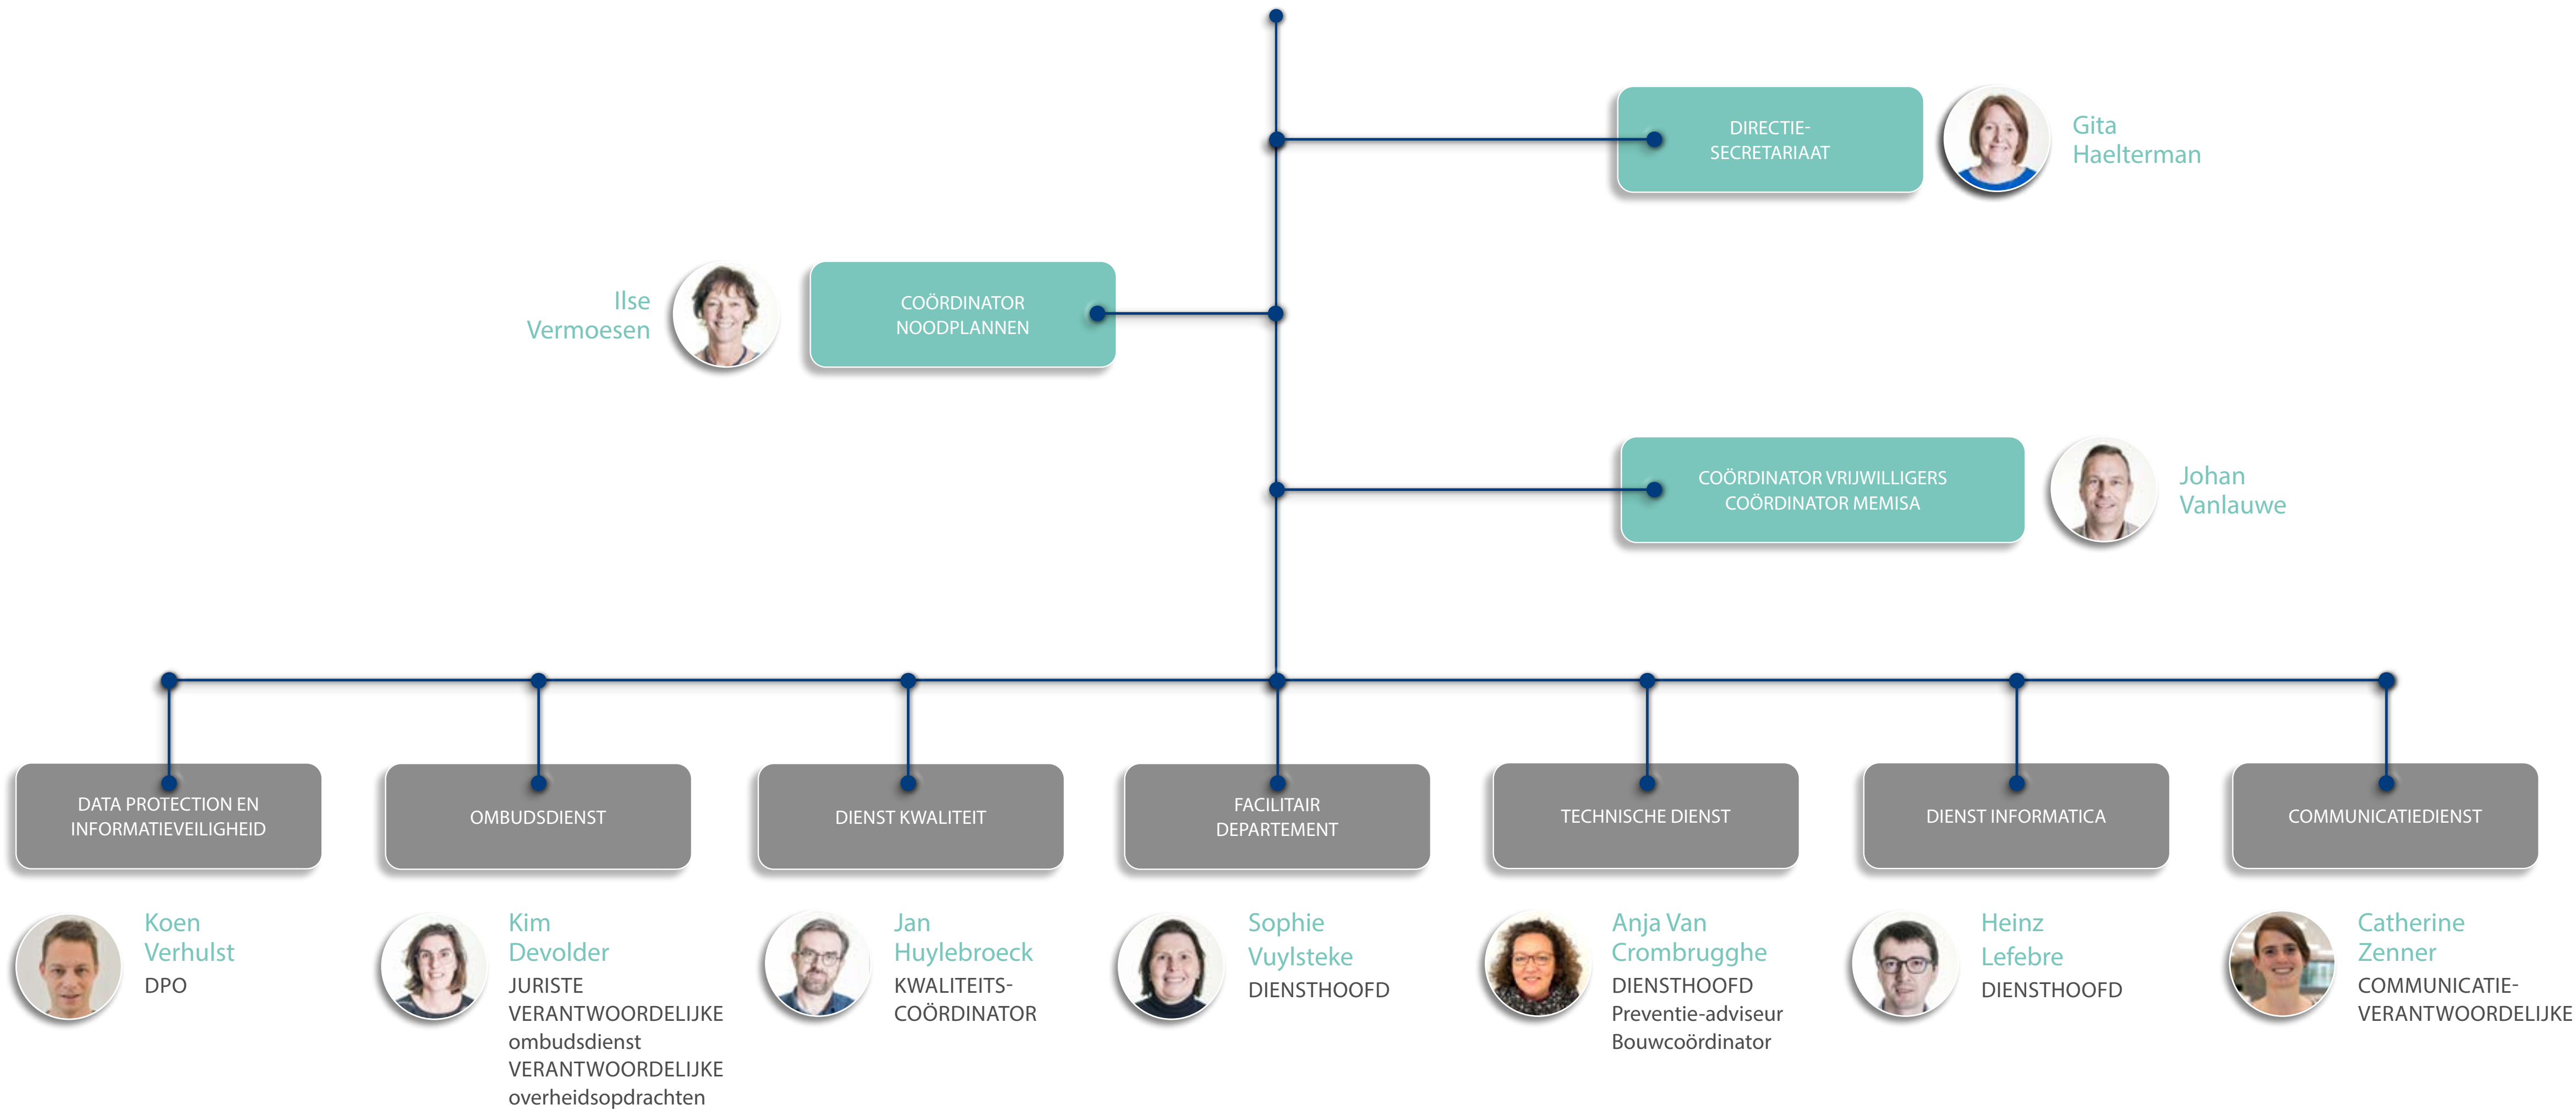 DIRECTIE-
SECRETARIAAT
Gita
Haelterman
Ilse
Vermoesen
COÖRDINATOR
NOODPLANNEN
COÖRDINATOR VRIJWILLIGERS
COÖRDINATOR MEMISA
Johan
Vanlauwe
DATA PROTECTION EN
INFORMATIEVEILIGHEID
OMBUDSDIENST
DIENST KWALITEIT
FACILITAIR
DEPARTEMENT
TECHNISCHE DIENST
DIENST INFORMATICA
COMMUNICATIEDIENST
Koen
Verhulst
DPO
Kim
Devolder
JURISTE
VERANTWOORDELIJKE
ombudsdienst
VERANTWOORDELIJKE
overheidsopdrachten
Jan
Huylebroeck
KWALITEITS-
COÖRDINATOR
Sophie
Vuylsteke
DIENSTHOOFD
Anja Van
Crombrugghe
DIENSTHOOFD
Preventie-adviseur
Bouwcoördinator
Heinz
Lefebre
DIENSTHOOFD
Catherine
Zenner
COMMUNICATIE-
VERANTWOORDELIJKE